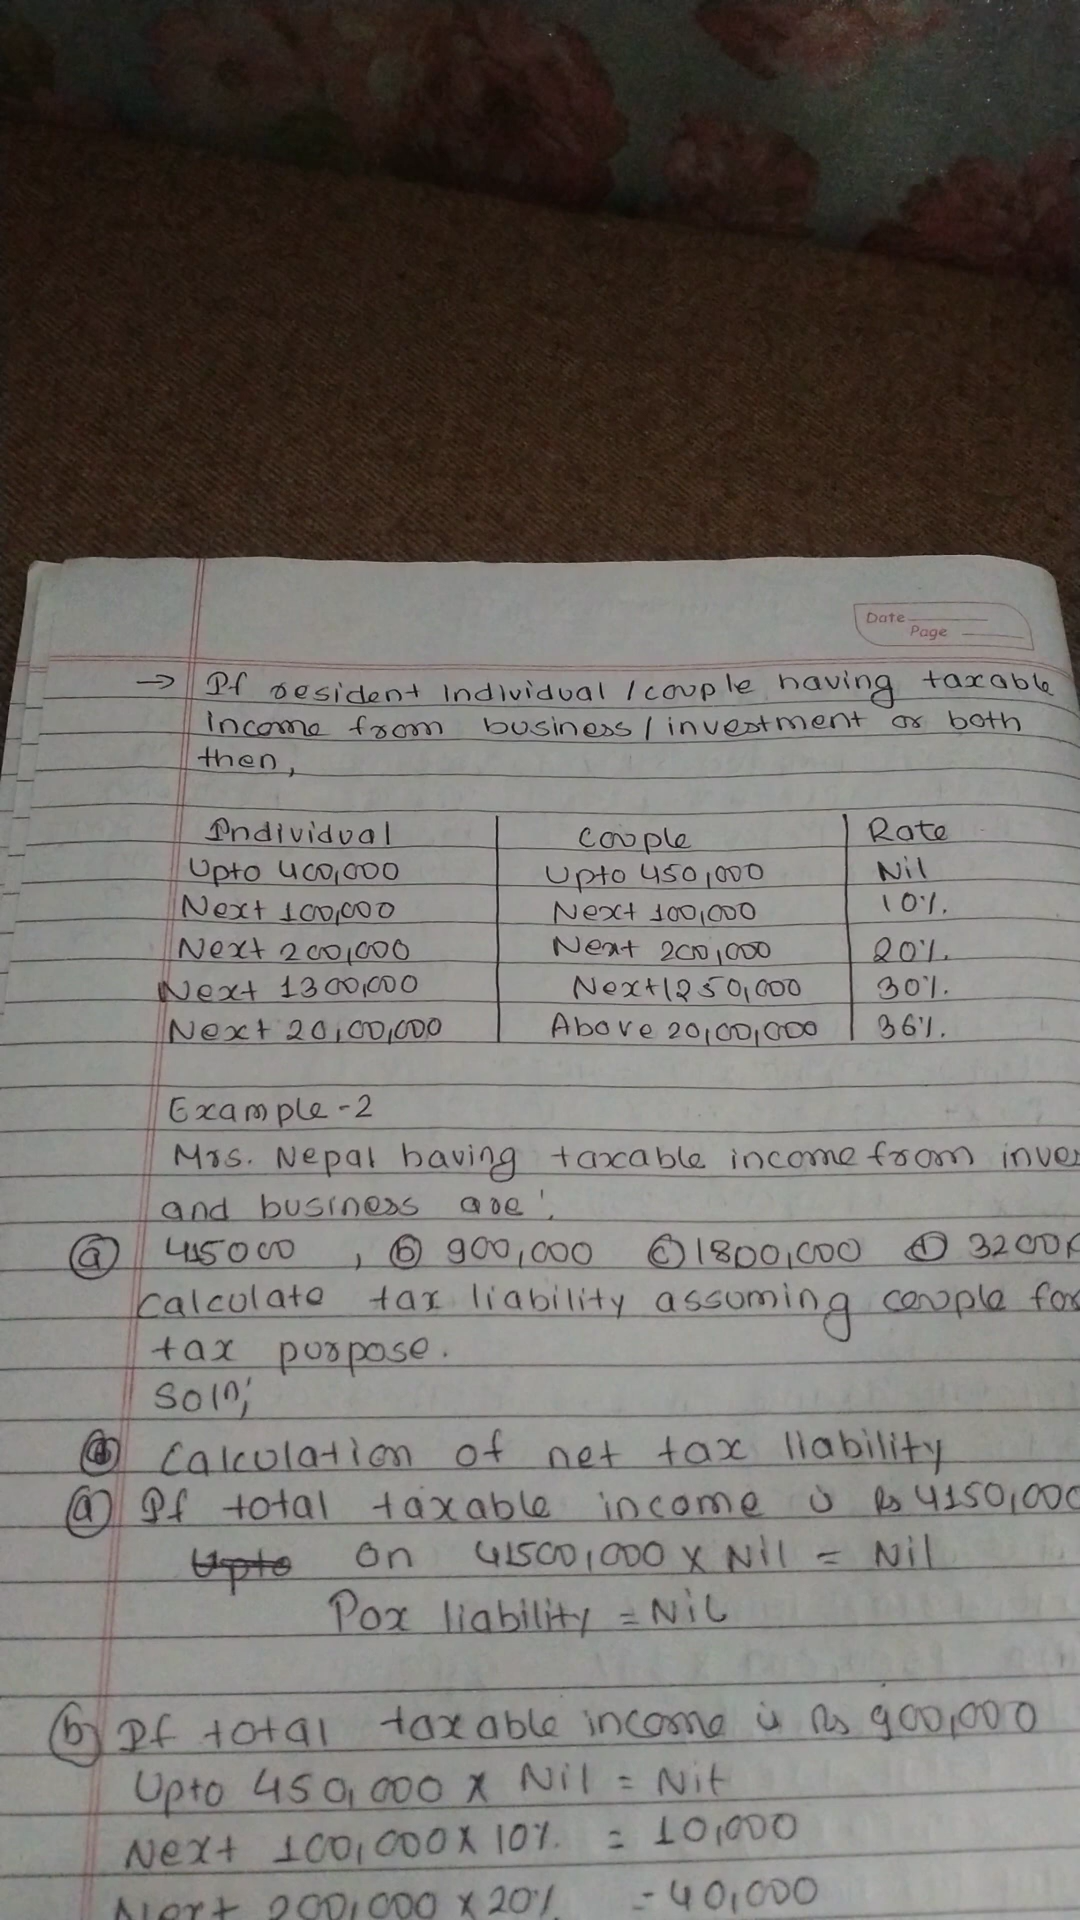 Date
Page
→ If resident individual / couple having taxable
income from business / investment or both
then,
Individual Couple Rate
Upto 400,000 Upto 450,000 Nil
Next 100,000 Next 100,000 10%
Next 200,000 Next 200,000 20%
Next 1300,000 Next 1250,000 30%
Next 20,00,000 Above 20,00,000 36%
Example-2
Mrs. Nepal having taxable income from inves
and business are:
(a) 415000 , (b) 900,000 (c) 1800,000 (d) 3200
Calculate tax liability assuming couple for
tax purpose.
Soln;
Calculation of net tax liability
(a) If total taxable income is Rs 4150,000
Upto on 41500,000 x Nil = Nil
Pax liability = Nil
(b) If total taxable income is Rs 900,000
Upto 450,000 x Nil = Nil
Next 100,000 x 10% = 10,000
Next 200,000 x 20% = 40,000